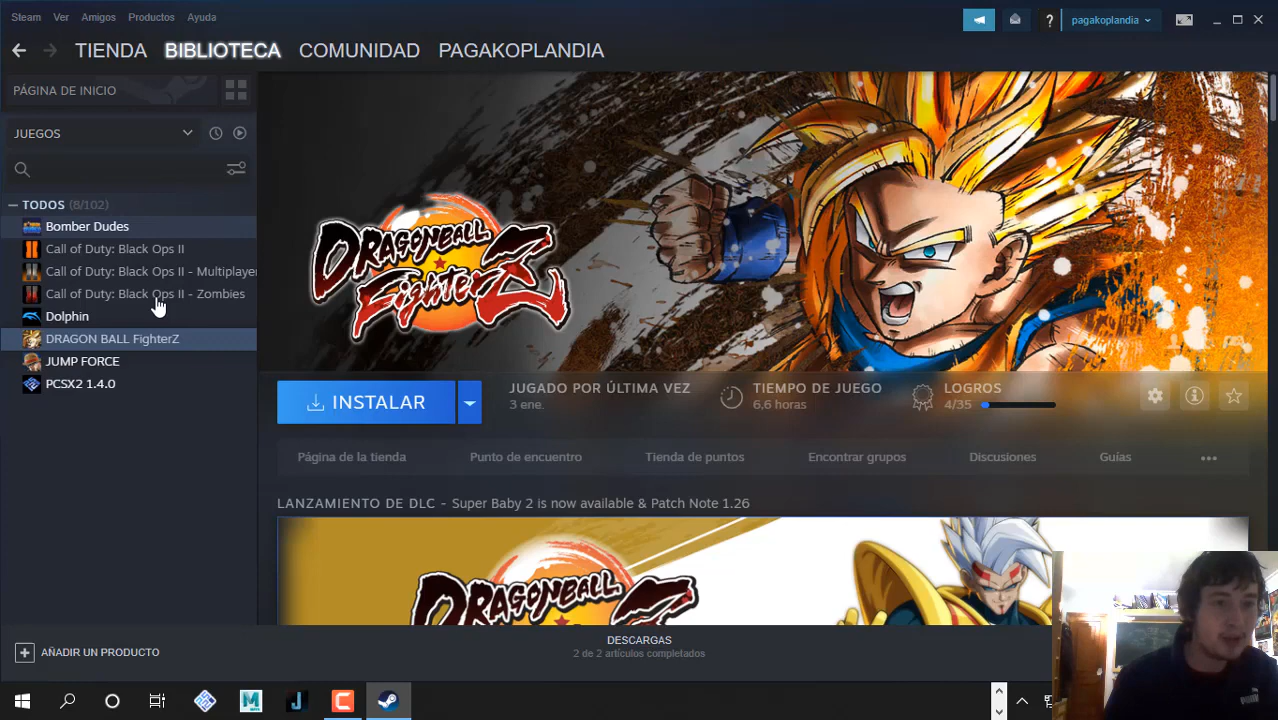 Steam Ver Amigos Productos Ayuda
pagakoplandia
TIENDA BIBLIOTECA COMUNIDAD PAGAKOPLANDIA
PÁGINA DE INICIO
JUEGOS
TODOS (8/102)
Bomber Dudes
Call of Duty: Black Ops II
Call of Duty: Black Ops II - Multiplayer
Call of Duty: Black Ops II - Zombies
Dolphin
DRAGON BALL FighterZ
JUMP FORCE
PCSX2 1.4.0
DRAGONBALL
FighterZ
INSTALAR
JUGADO POR ÚLTIMA VEZ
3 ene.
TIEMPO DE JUEGO
6,6 horas
LOGROS
4/35
Página de la tienda Punto de encuentro Tienda de puntos Encontrar grupos Discusiones Guías
LANZAMIENTO DE DLC - Super Baby 2 is now available & Patch Note 1.26
DRAGONBALL
AÑADIR UN PRODUCTO
DESCARGAS
2 de 2 artículos completados